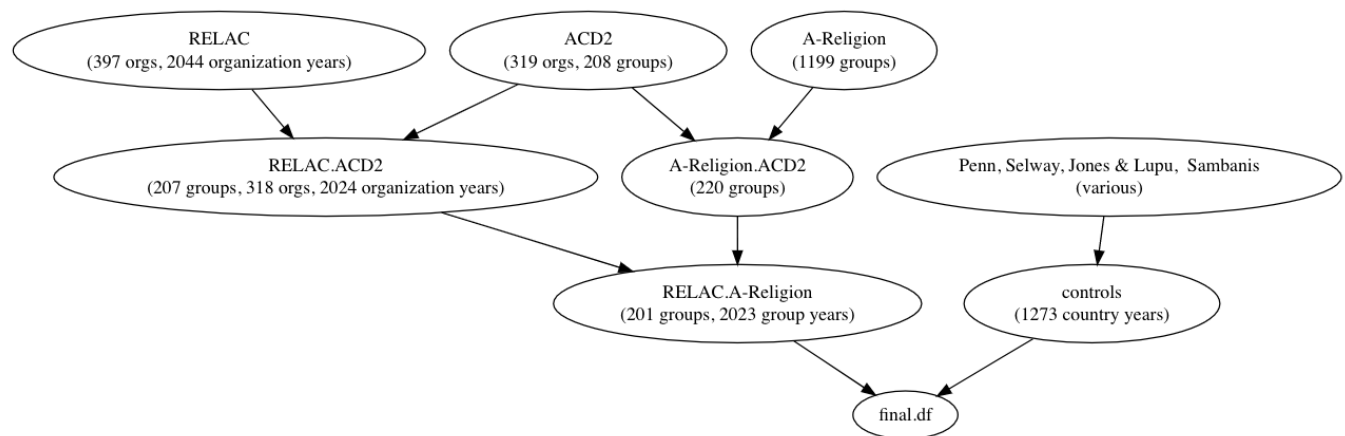 RELAC
(397 orgs, 2044 organization years)
ACD2
(319 orgs, 208 groups)
A-Religion
(1199 groups)
RELAC.ACD2
(207 groups, 318 orgs, 2024 organization years)
A-Religion.ACD2
(220 groups)
Penn, Selway, Jones & Lupu,  Sambanis
(various)
RELAC.A-Religion
(201 groups, 2023 group years)
controls
(1273 country years)
final.df